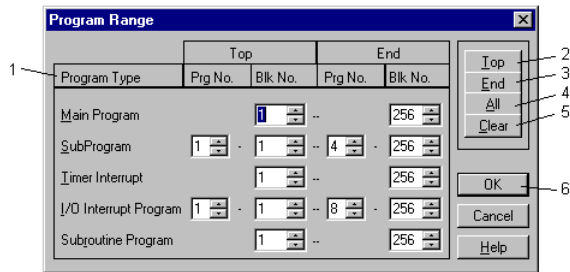 Program Range
Top End
Program Type Prg No. Blk No. Prg No. Blk No.
Main Program 1 -- 256
SubProgram 1 - 1 -- 4 - 256
Timer Interrupt 1 -- 256
I/O Interrupt Program 1 - 1 -- 8 - 256
Subroutine Program 1 -- 256
Top
End
All
Clear
OK
Cancel
Help
1
2
3
4
5
6